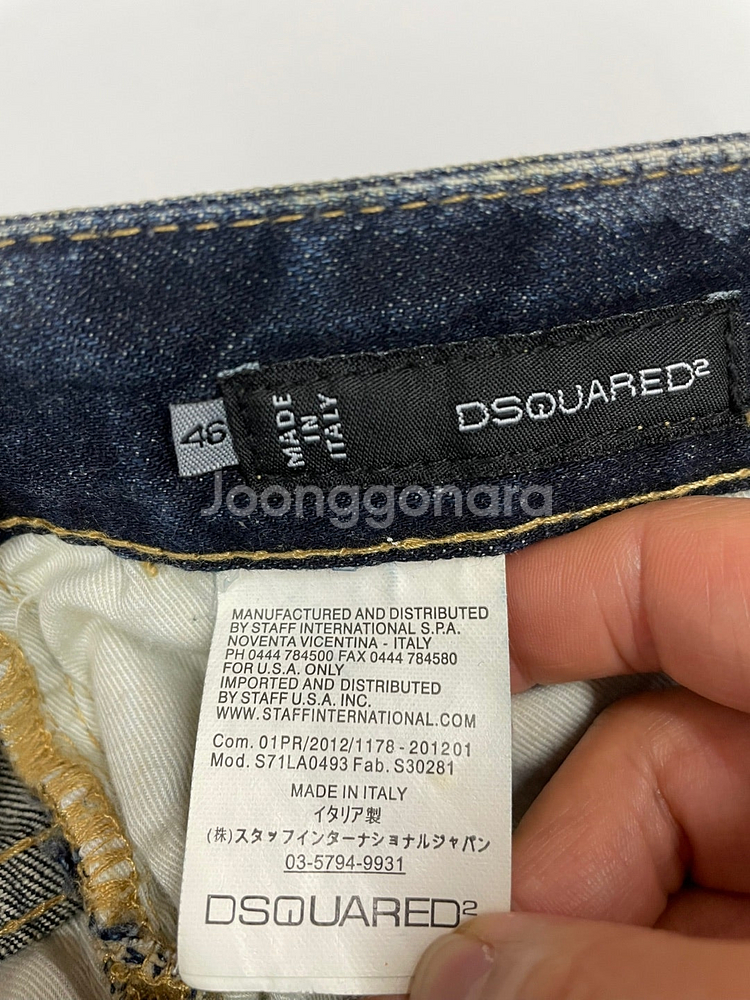 46
MADE
IN
ITALY
DSQUARED2
Joonggonara
MANUFACTURED AND DISTRIBUTED
BY STAFF INTERNATIONAL S.P.A.
NOVENTA VICENTINA - ITALY
PH 0444 784500 FAX 0444 784580
FOR U.S.A. ONLY
IMPORTED AND DISTRIBUTED
BY STAFF U.S.A. INC.
WWW.STAFFINTERNATIONAL.COM
Com. 01PR/2012/1178 - 201201
Mod. S71LA0493 Fab. S30281
MADE IN ITALY
イタリア製
(株)スタッフインターナショナルジャパン
03-5794-9931
DSQUARED2